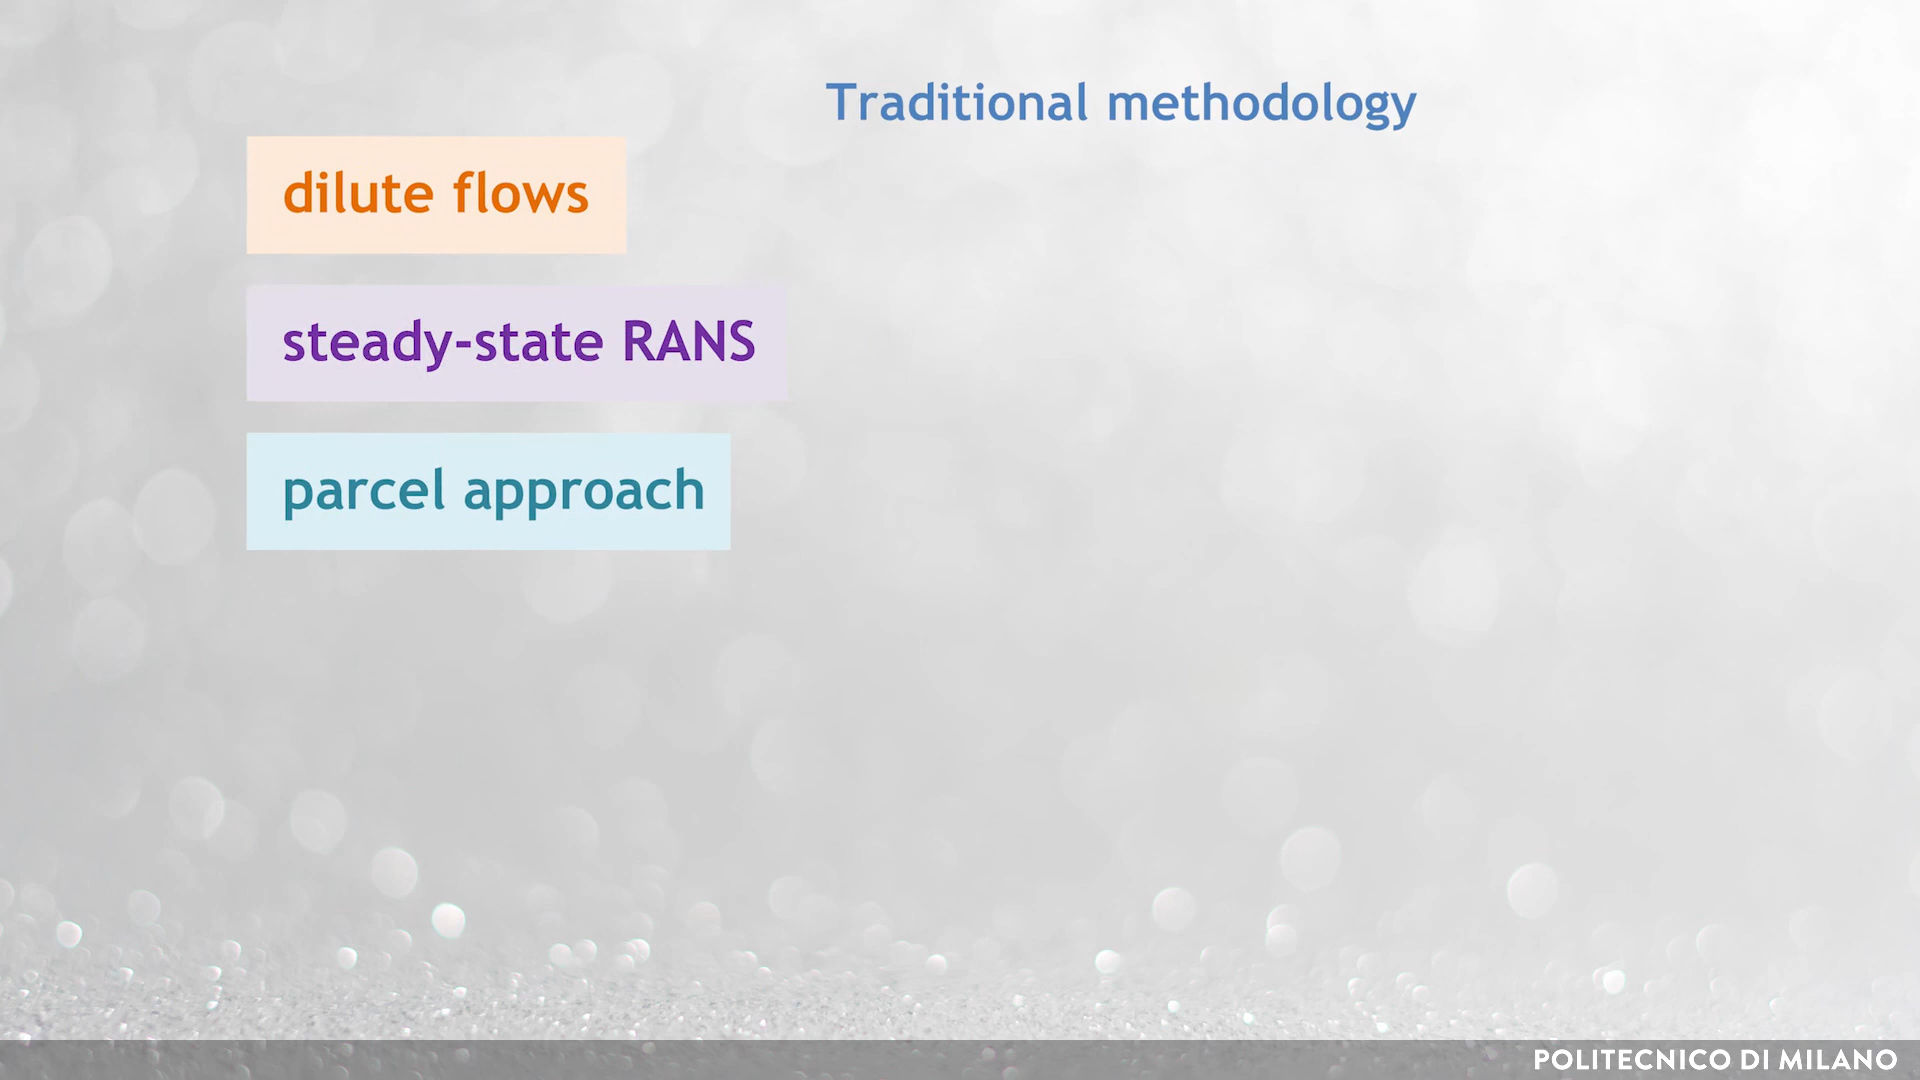 Traditional methodology
dilute flows
steady-state RANS
parcel approach
POLITECNICO DI MILANO